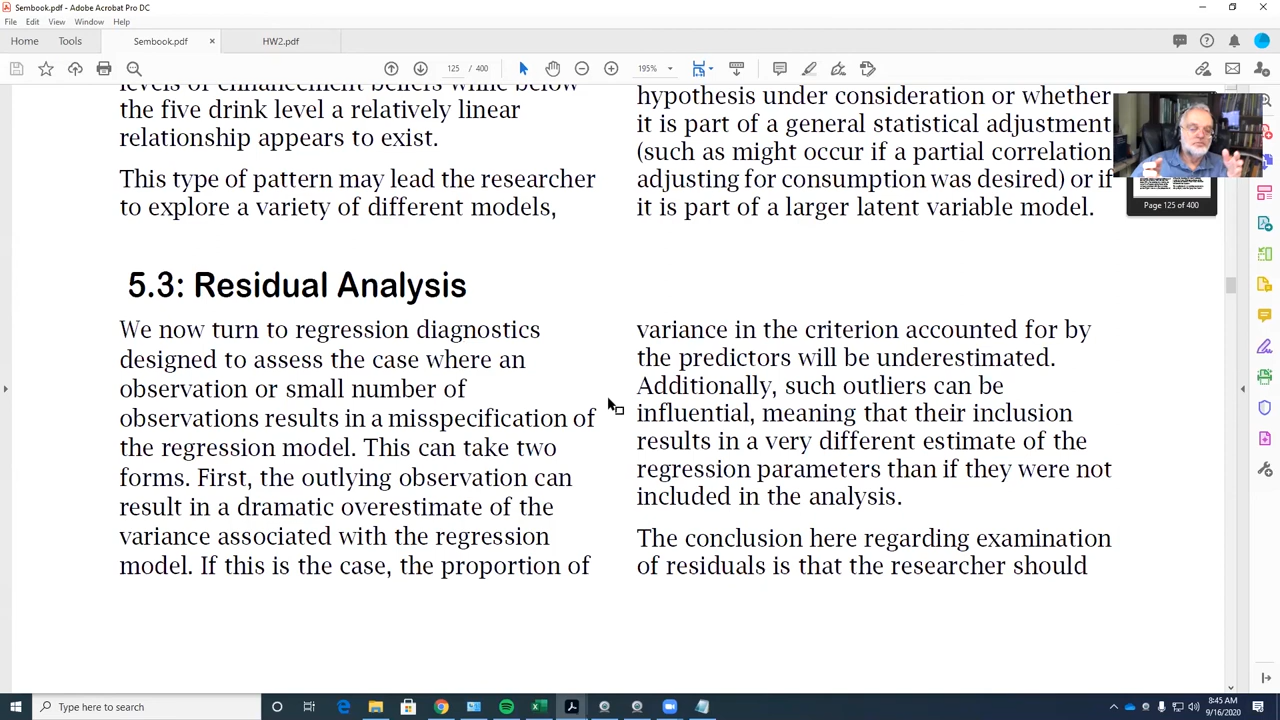 Sembook.pdf - Adobe Acrobat Pro DC
File Edit View Window Help
Home Tools Sembook.pdf × HW2.pdf
125 / 400 195%
levels of enhancement beliefs while below
the five drink level a relatively linear
relationship appears to exist.
This type of pattern may lead the researcher
to explore a variety of different models,
hypothesis under consideration or whether
it is part of a general statistical adjustment
(such as might occur if a partial correlation
adjusting for consumption was desired) or if
it is part of a larger latent variable model.
Page 125 of 400
5.3: Residual Analysis
We now turn to regression diagnostics
designed to assess the case where an
observation or small number of
observations results in a misspecification of
the regression model. This can take two
forms. First, the outlying observation can
result in a dramatic overestimate of the
variance associated with the regression
model. If this is the case, the proportion of
variance in the criterion accounted for by
the predictors will be underestimated.
Additionally, such outliers can be
influential, meaning that their inclusion
results in a very different estimate of the
regression parameters than if they were not
included in the analysis.
The conclusion here regarding examination
of residuals is that the researcher should
Type here to search
8:45 AM
9/16/2020